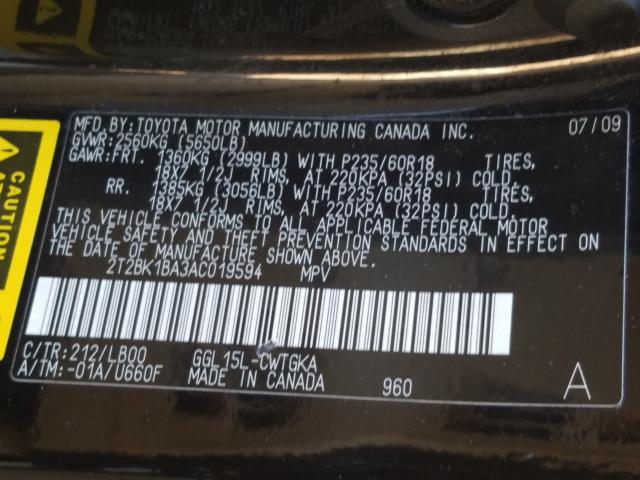 MFD. BY: TOYOTA MOTOR MANUFACTURING CANADA INC. 07/09
GVWR: 2560KG (5650LB)
GAWR: FRT. 1360KG (2999LB) WITH P235/60R18 TIRES,
18X7 1/2J RIMS, AT 220KPA (32PSI) COLD.
RR. 1385KG (3056LB) WITH P235/60R18 TIRES,
18X7 1/2J RIMS, AT 220KPA (32PSI) COLD.
THIS VEHICLE CONFORMS TO ALL APPLICABLE FEDERAL MOTOR
VEHICLE SAFETY AND THEFT PREVENTION STANDARDS IN EFFECT ON
THE DATE OF MANUFACTURE SHOWN ABOVE.
2T2BK1BA3AC019594 MPV
C/TR: 212/LB00 GGL15L-CWTGKA
A/TM: -01A/U660F MADE IN CANADA 960 A
CAUTION